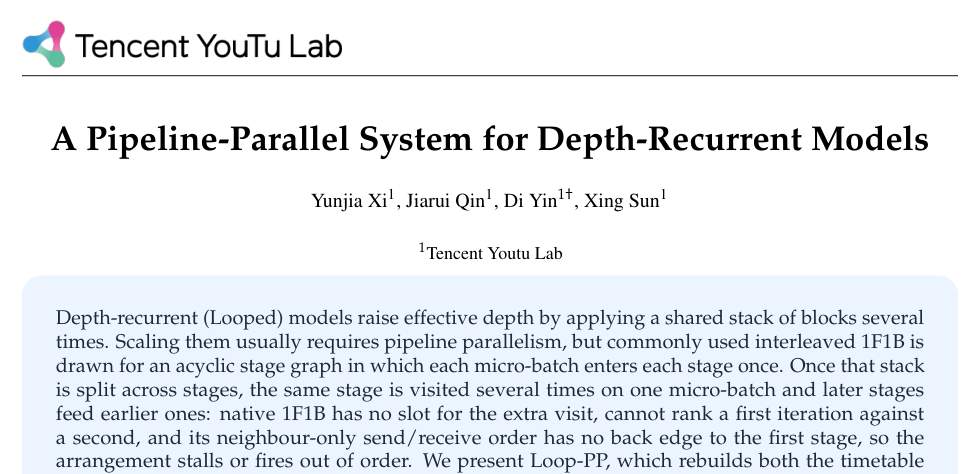 Tencent YouTu Lab
A Pipeline-Parallel System for Depth-Recurrent Models
Yunjia Xi1, Jiarui Qin1, Di Yin1†, Xing Sun1
1Tencent Youtu Lab
Depth-recurrent (Looped) models raise effective depth by applying a shared stack of blocks several
times. Scaling them usually requires pipeline parallelism, but commonly used interleaved 1F1B is
drawn for an acyclic stage graph in which each micro-batch enters each stage once. Once that stack
is split across stages, the same stage is visited several times on one micro-batch and later stages
feed earlier ones: native 1F1B has no slot for the extra visit, cannot rank a first iteration against
a second, and its neighbour-only send/receive order has no back edge to the first stage, so the
arrangement stalls or fires out of order. We present Loop-PP, which rebuilds both the timetable